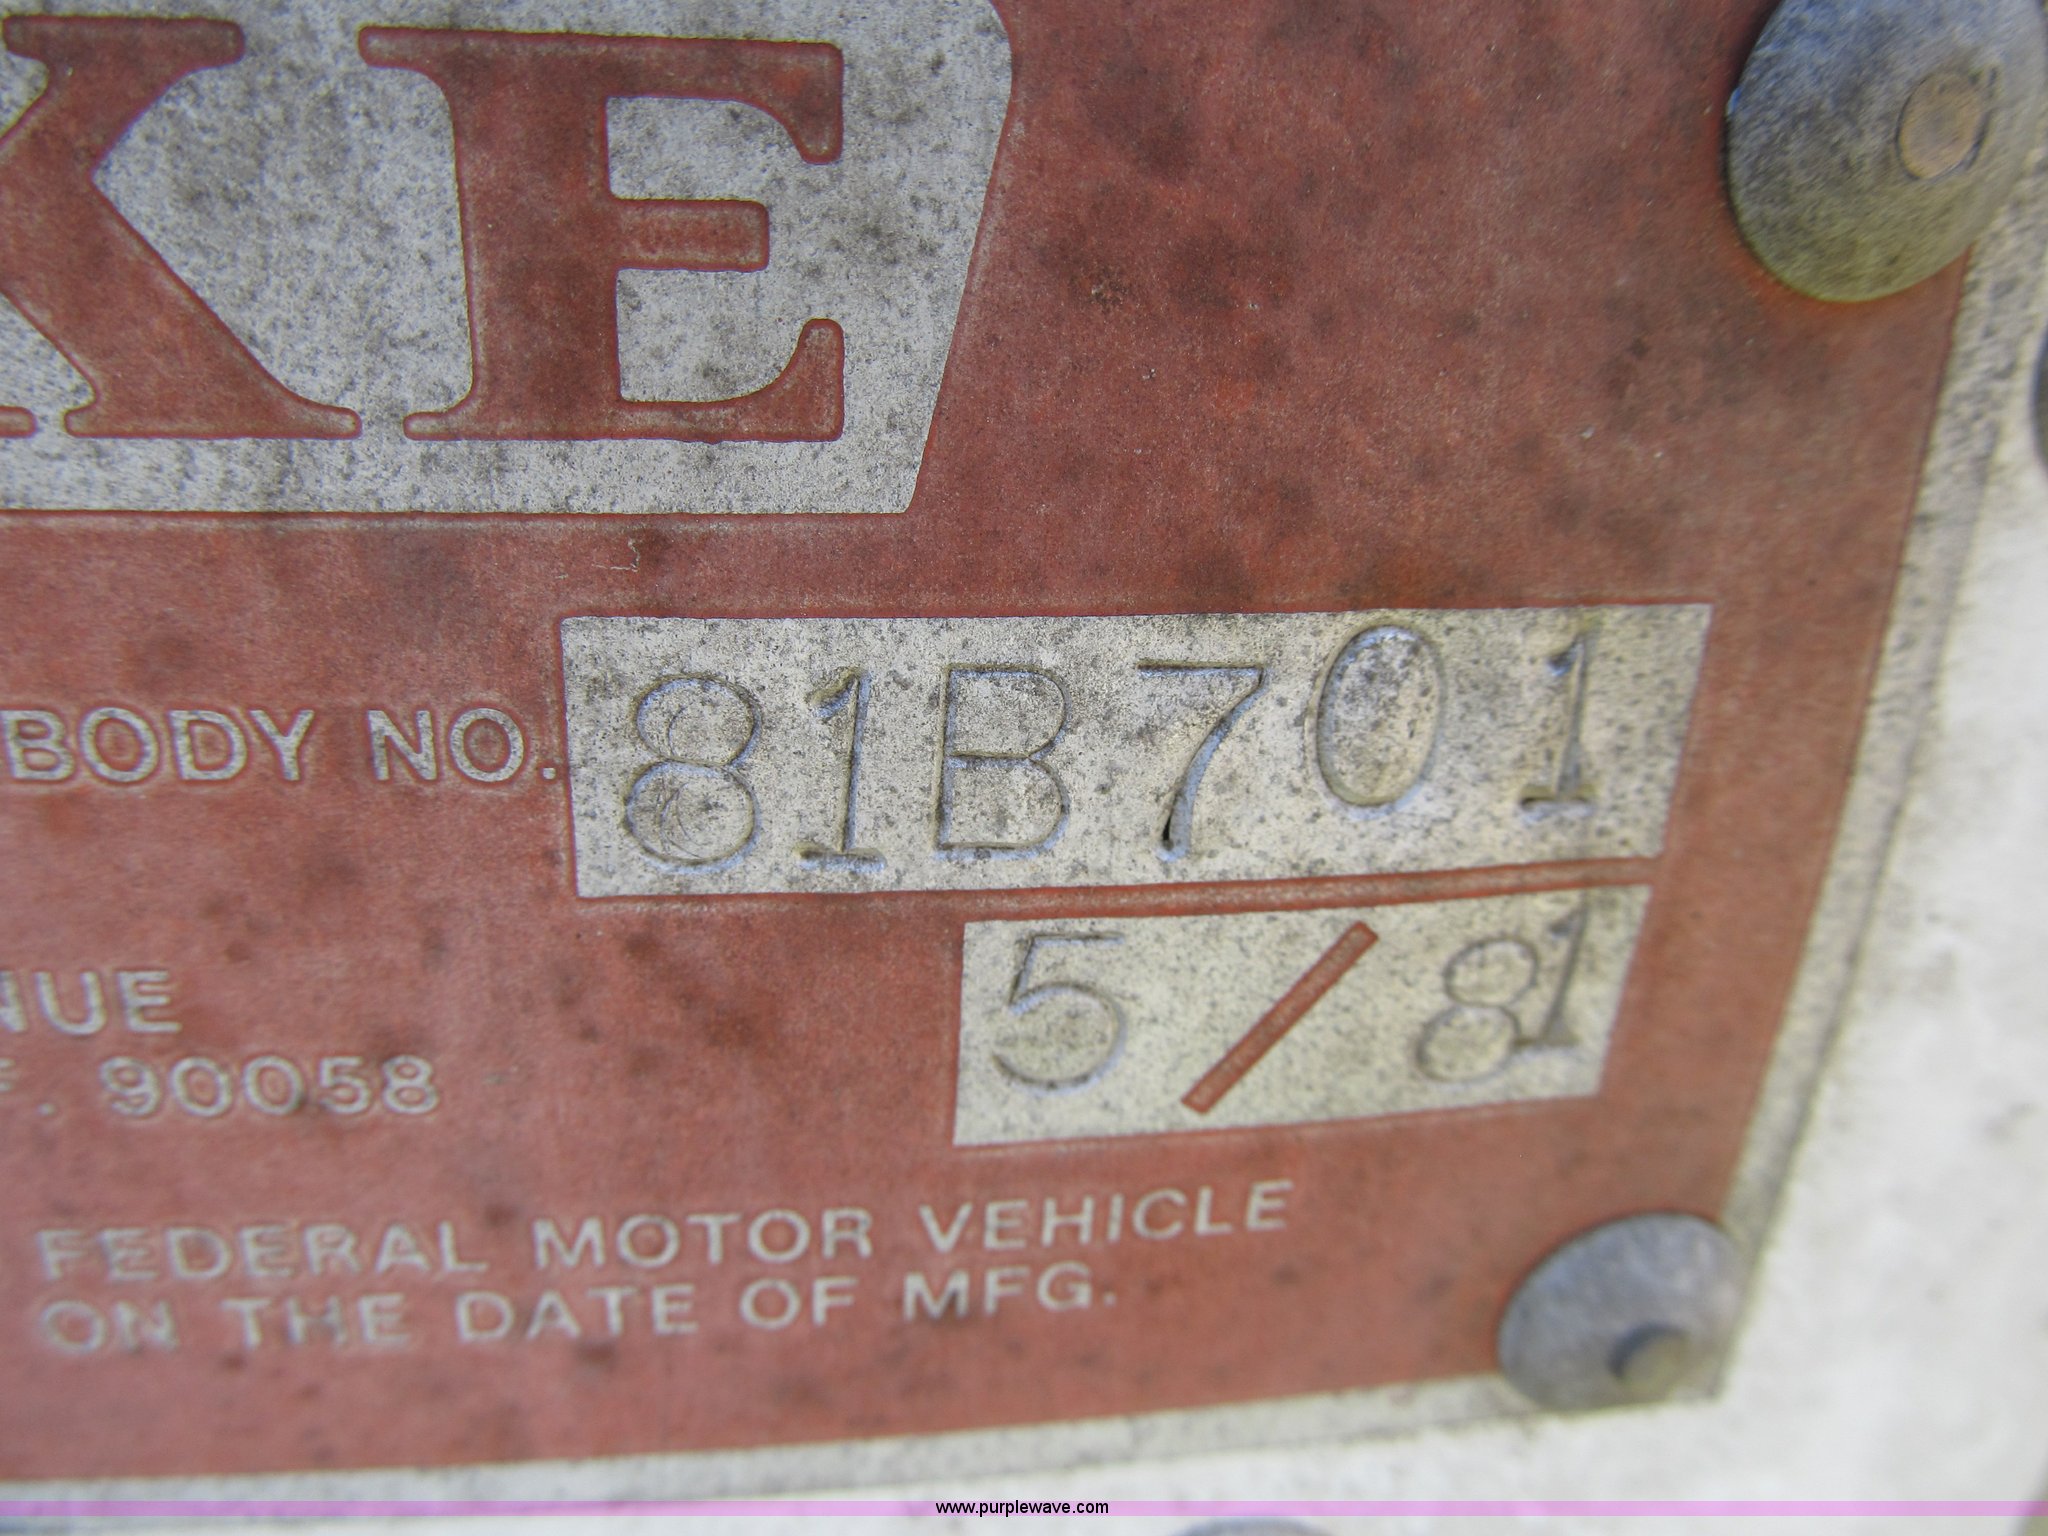 KE
BODY NO. 81B701
NUE 5/81
F. 90058
FEDERAL MOTOR VEHICLE
ON THE DATE OF MFG.
www.purplewave.com